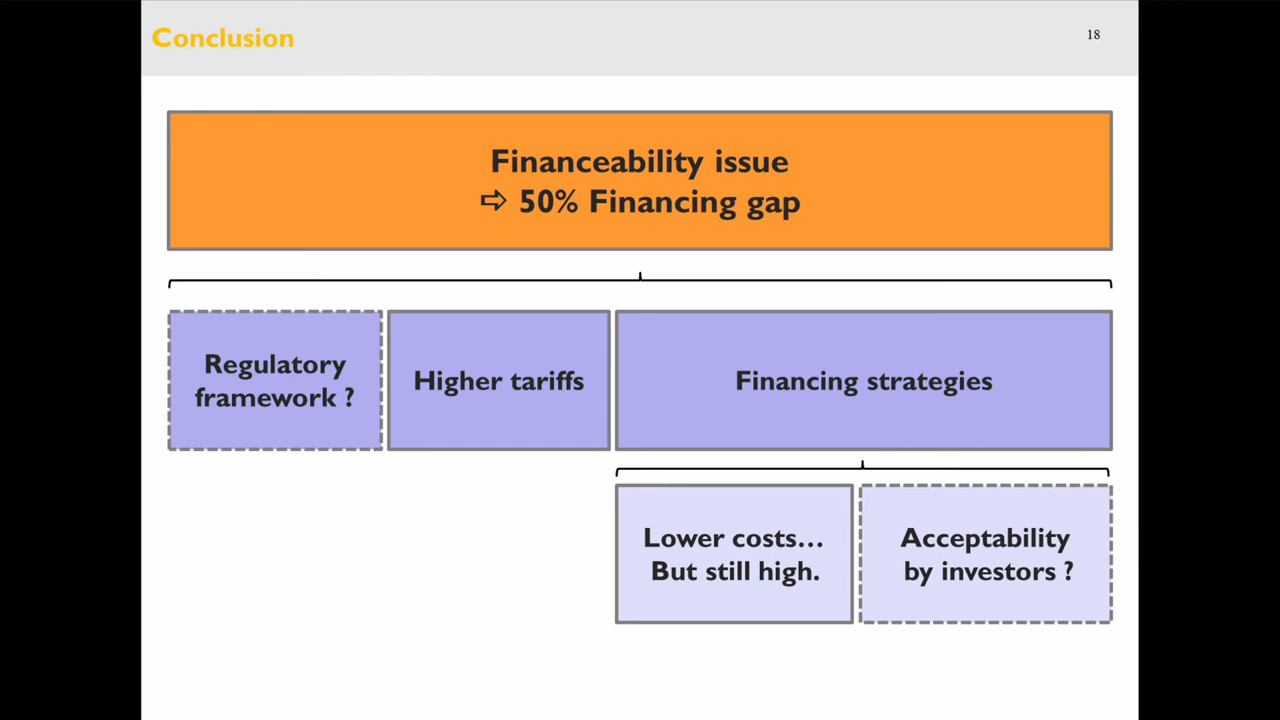 Conclusion
18
Financeability issue
⇨ 50% Financing gap
Regulatory
framework ?
Higher tariffs
Financing strategies
Lower costs…
But still high.
Acceptability
by investors ?